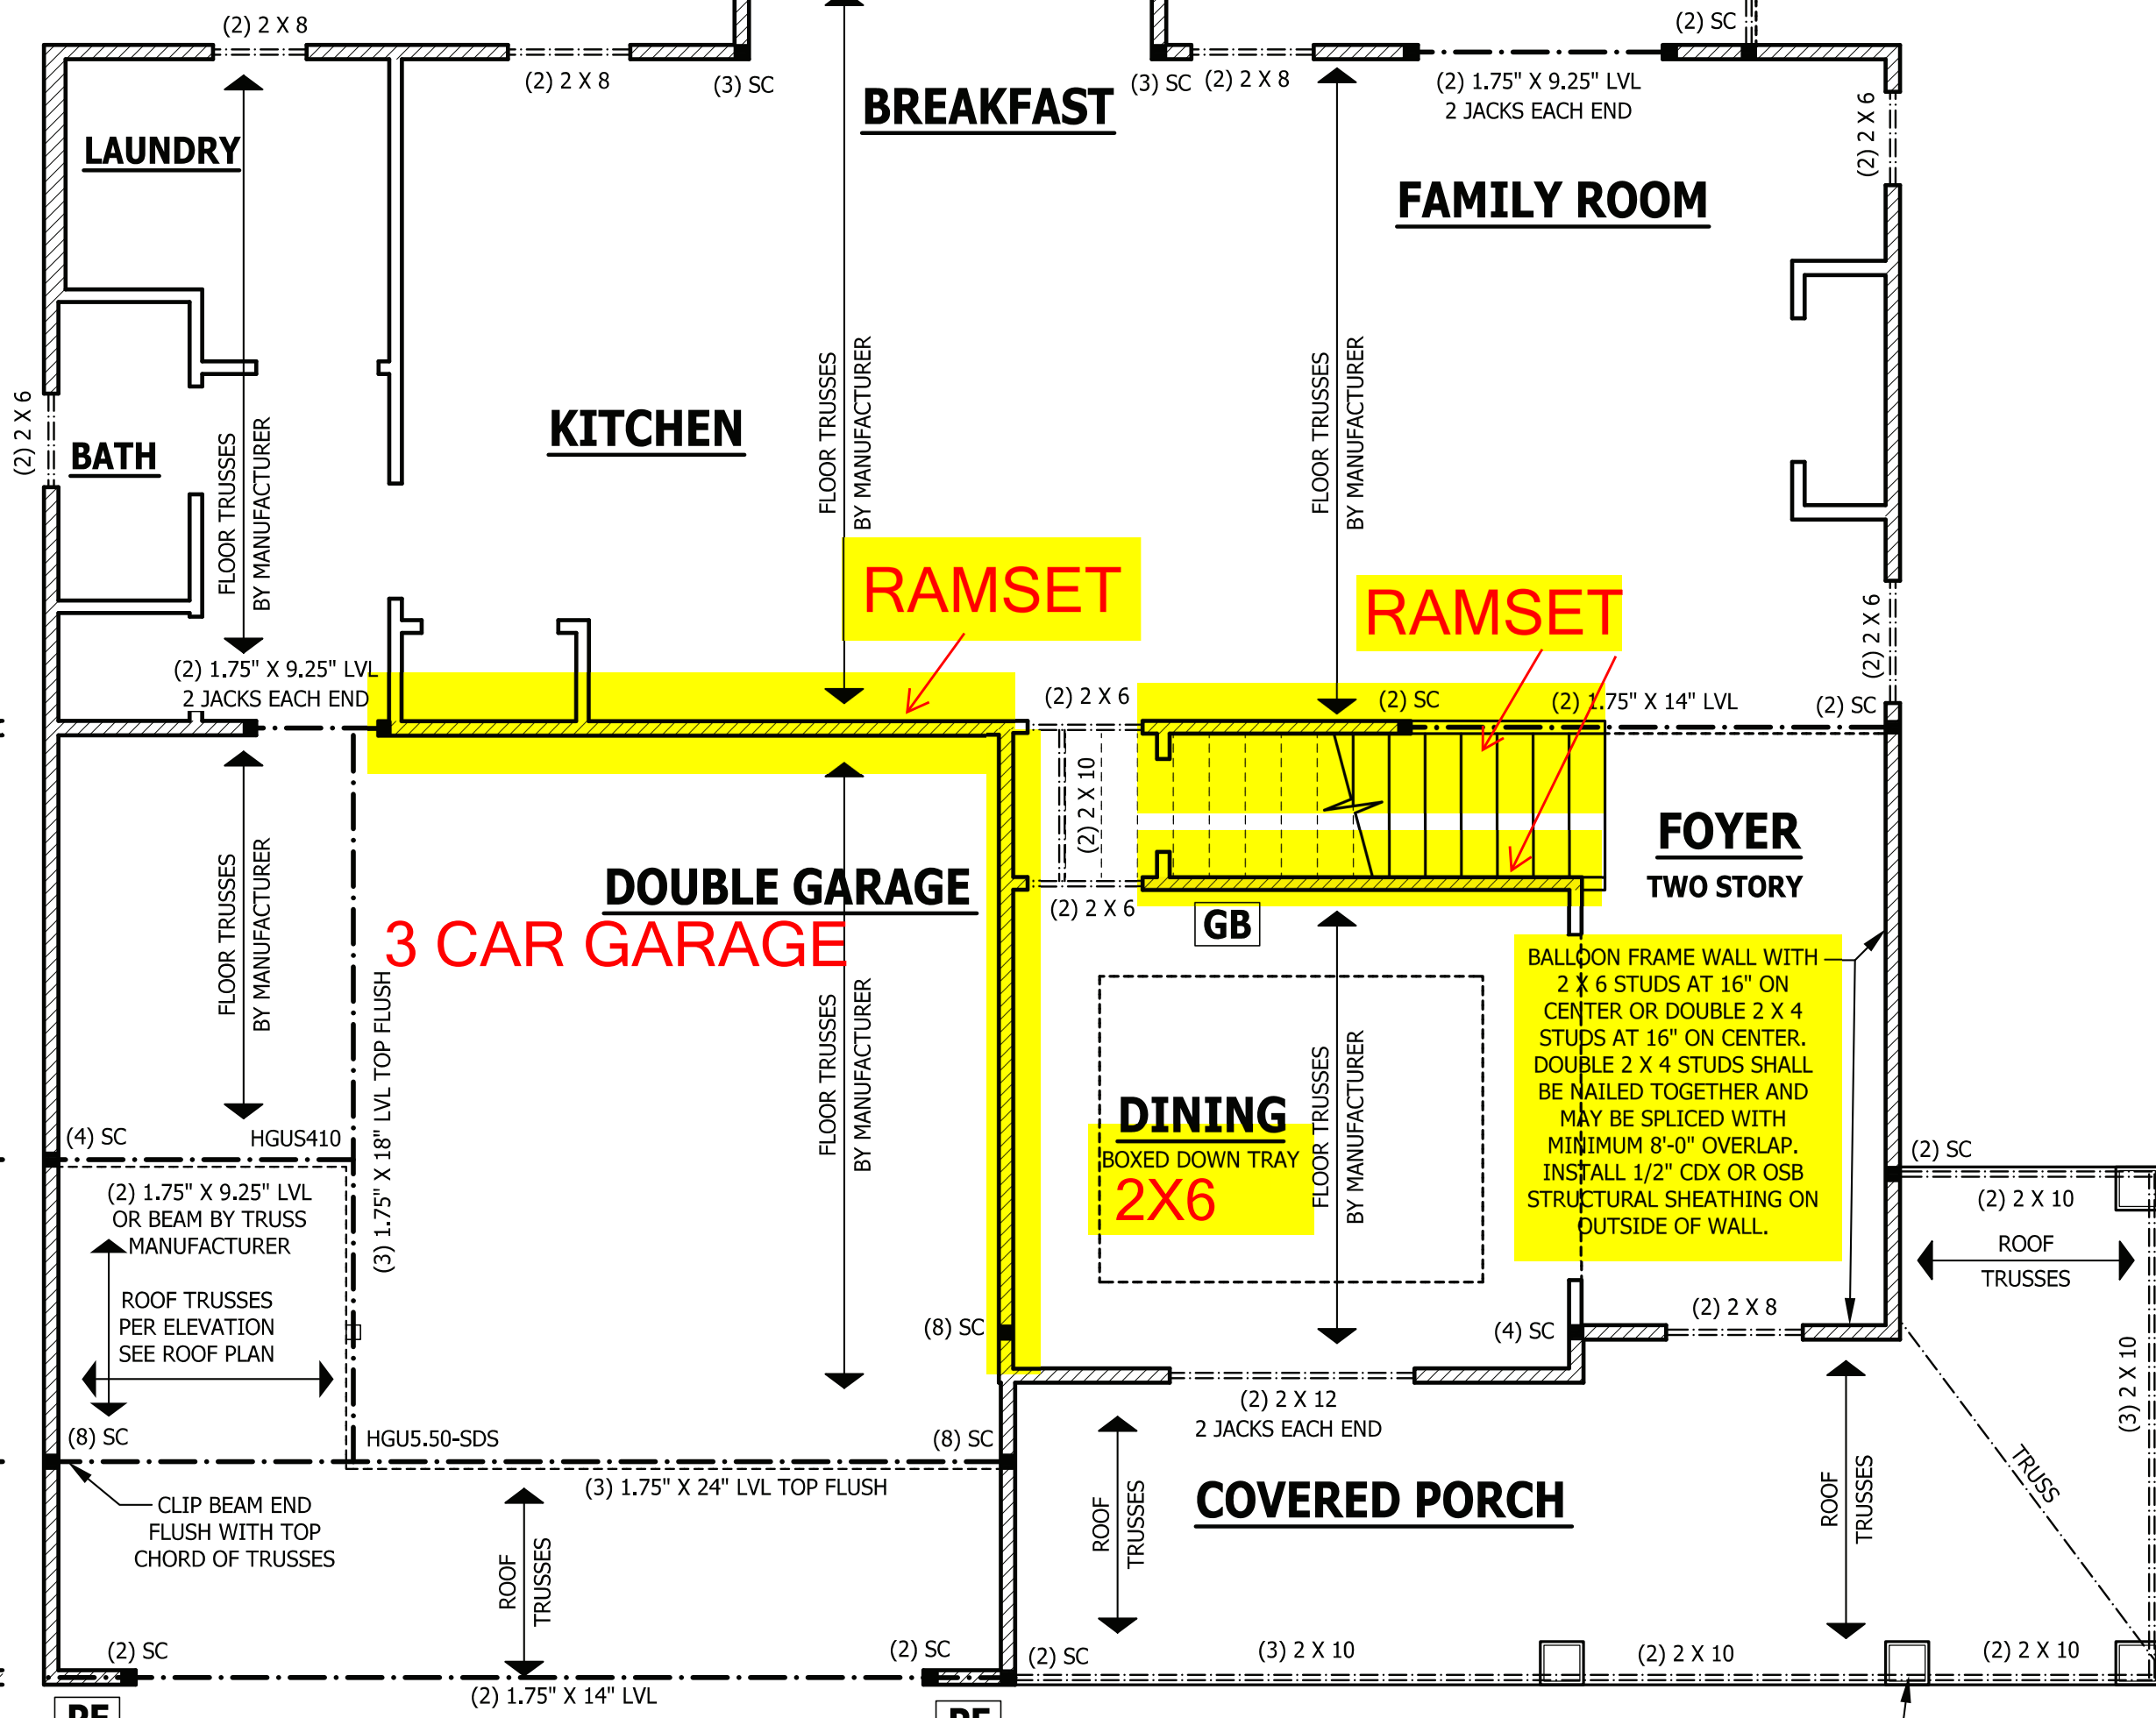 (2) 2 X 8
(2) SC
(2) 2 X 8
(3) SC
BREAKFAST
(3) SC
(2) 2 X 8
(2) 1.75" X 9.25" LVL
2 JACKS EACH END
(2) 2 X 6
LAUNDRY
FAMILY ROOM
FLOOR TRUSSES
BY MANUFACTURER
FLOOR TRUSSES
BY MANUFACTURER
FLOOR TRUSSES
BY MANUFACTURER
(2) 2 X 6
BATH
KITCHEN
RAMSET
RAMSET
(2) 2 X 6
(2) 1.75" X 9.25" LVL
2 JACKS EACH END
(2) 2 X 6
(2) SC
(2) 1.75" X 14" LVL
(2) SC
(2) 2 X 10
FLOOR TRUSSES
BY MANUFACTURER
DOUBLE GARAGE
3 CAR GARAGE
(2) 2 X 6
GB
FOYER
TWO STORY
(3) 1.75" X 18" LVL TOP FLUSH
FLOOR TRUSSES
BY MANUFACTURER
BALLOON FRAME WALL WITH
2 X 6 STUDS AT 16" ON
CENTER OR DOUBLE 2 X 4
STUDS AT 16" ON CENTER.
DOUBLE 2 X 4 STUDS SHALL
BE NAILED TOGETHER AND
MAY BE SPLICED WITH
MINIMUM 8'-0" OVERLAP.
INSTALL 1/2" CDX OR OSB
STRUCTURAL SHEATHING ON
OUTSIDE OF WALL.
DINING
BOXED DOWN TRAY
2X6
FLOOR TRUSSES
BY MANUFACTURER
(4) SC
HGUS410
(2) SC
(2) 1.75" X 9.25" LVL
OR BEAM BY TRUSS
MANUFACTURER
(2) 2 X 10
ROOF
TRUSSES
ROOF TRUSSES
PER ELEVATION
SEE ROOF PLAN
(8) SC
(4) SC
(2) 2 X 8
(3) 2 X 10
(2) 2 X 12
2 JACKS EACH END
(8) SC
HGU5.50-SDS
(8) SC
(3) 1.75" X 24" LVL TOP FLUSH
CLIP BEAM END
FLUSH WITH TOP
CHORD OF TRUSSES
ROOF
TRUSSES
ROOF
TRUSSES
COVERED PORCH
ROOF
TRUSSES
TRUSS
(2) SC
(2) SC
(2) SC
(3) 2 X 10
(2) 2 X 10
(2) 2 X 10
(2) 1.75" X 14" LVL